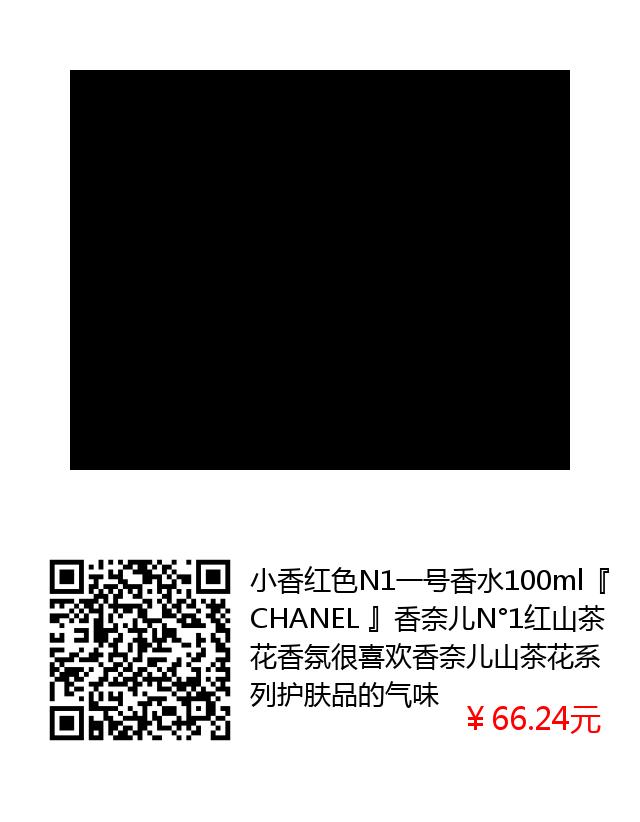 小香红色N1一号香水100ml『
CHANEL 』香奈儿N°1红山茶
花香氛很喜欢香奈儿山茶花系
列护肤品的气味
￥66.24元